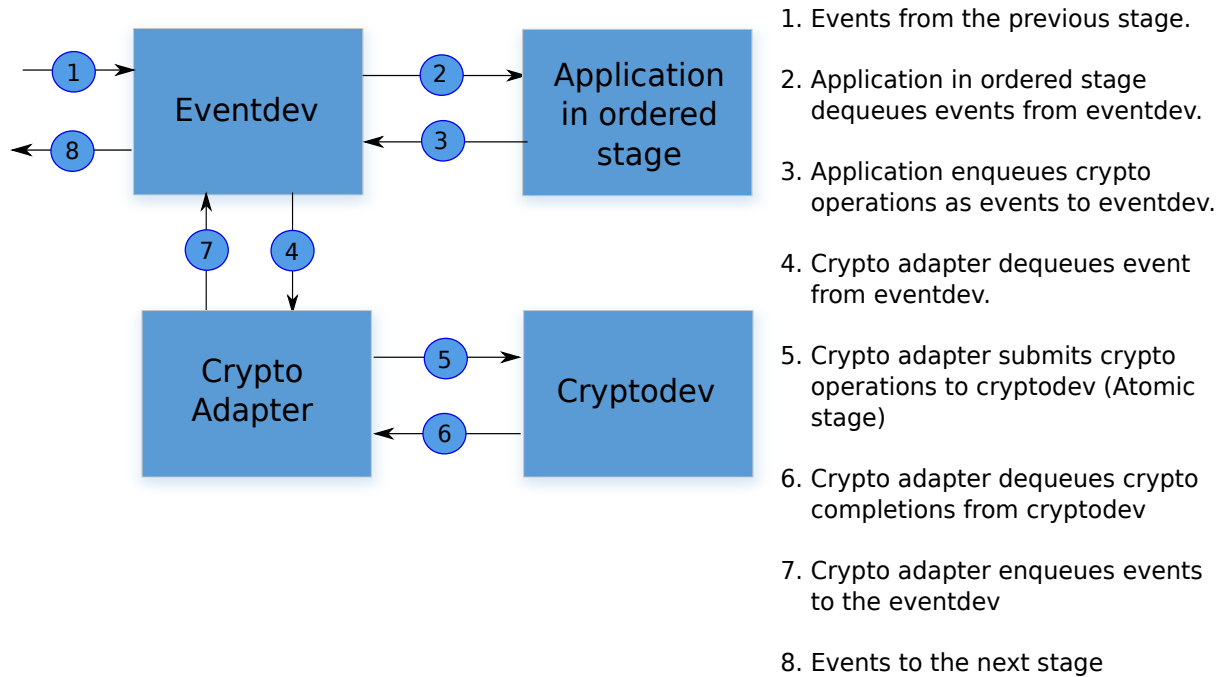 1
8
Eventdev
2
3
Application
in ordered
stage
7
4
Crypto
Adapter
5
6
Cryptodev
1. Events from the previous stage.
2. Application in ordered stage
dequeues events from eventdev.
3. Application enqueues crypto
operations as events to eventdev.
4. Crypto adapter dequeues event
from eventdev.
5. Crypto adapter submits crypto
operations to cryptodev (Atomic
stage)
6. Crypto adapter dequeues crypto
completions from cryptodev
7. Crypto adapter enqueues events
to the eventdev
8. Events to the next stage